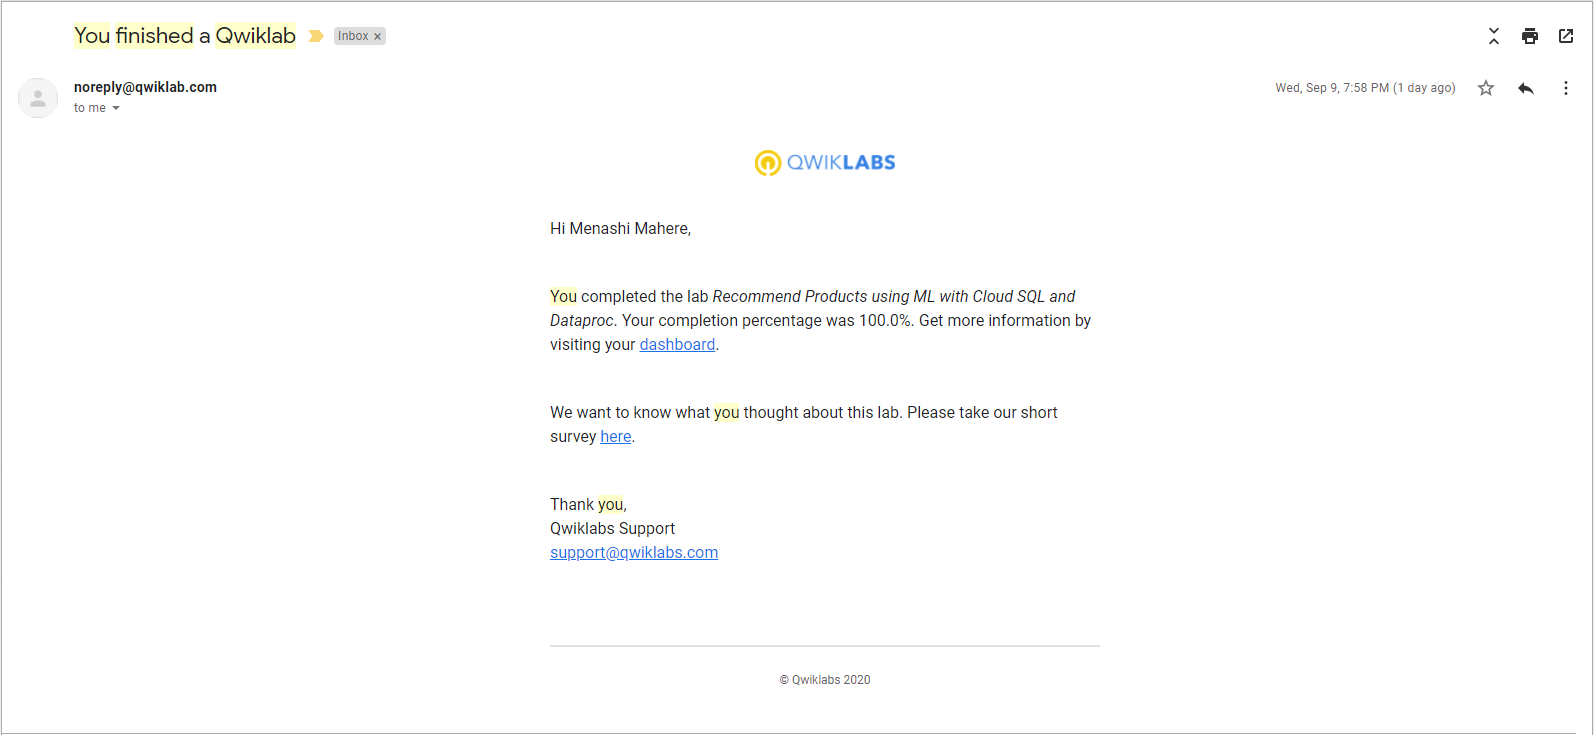 You finished a Qwiklab Inbox x
noreply@qwiklab.com
Wed, Sep 9, 7:58 PM (1 day ago)
to me
QWIKLABS
Hi Menashi Mahere,
You completed the lab Recommend Products using ML with Cloud SQL and
Dataproc. Your completion percentage was 100.0%. Get more information by
visiting your dashboard.
We want to know what you thought about this lab. Please take our short
survey here.
Thank you,
Qwiklabs Support
support@qwiklabs.com
© Qwiklabs 2020